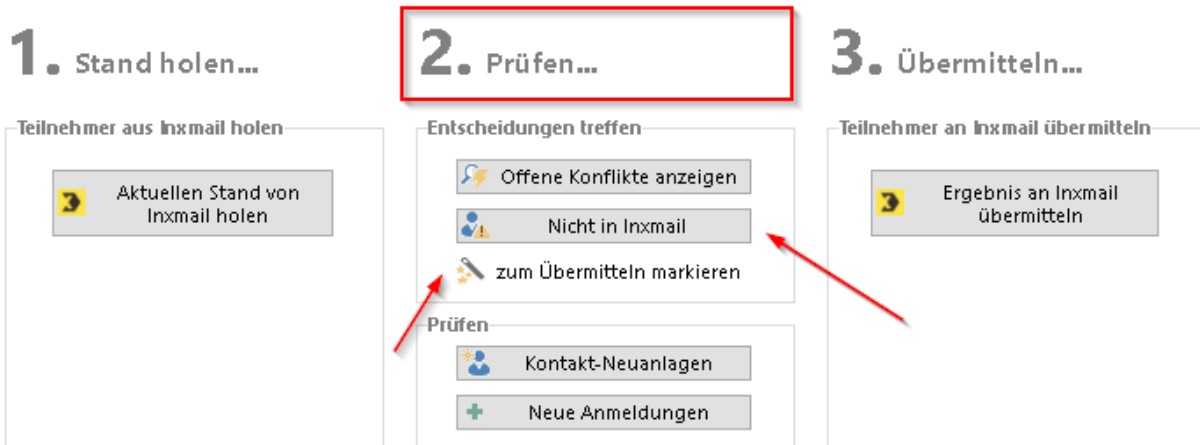 1. Stand holen...
Teilnehmer aus Inxmail holen
Aktuellen Stand von
Inxmail holen
2. Prüfen...
Entscheidungen treffen
Offene Konflikte anzeigen
Nicht in Inxmail
zum Übermitteln markieren
Prüfen
Kontakt-Neuanlagen
Neue Anmeldungen
3. Übermitteln...
Teilnehmer an Inxmail übermitteln
Ergebnis an Inxmail
übermitteln